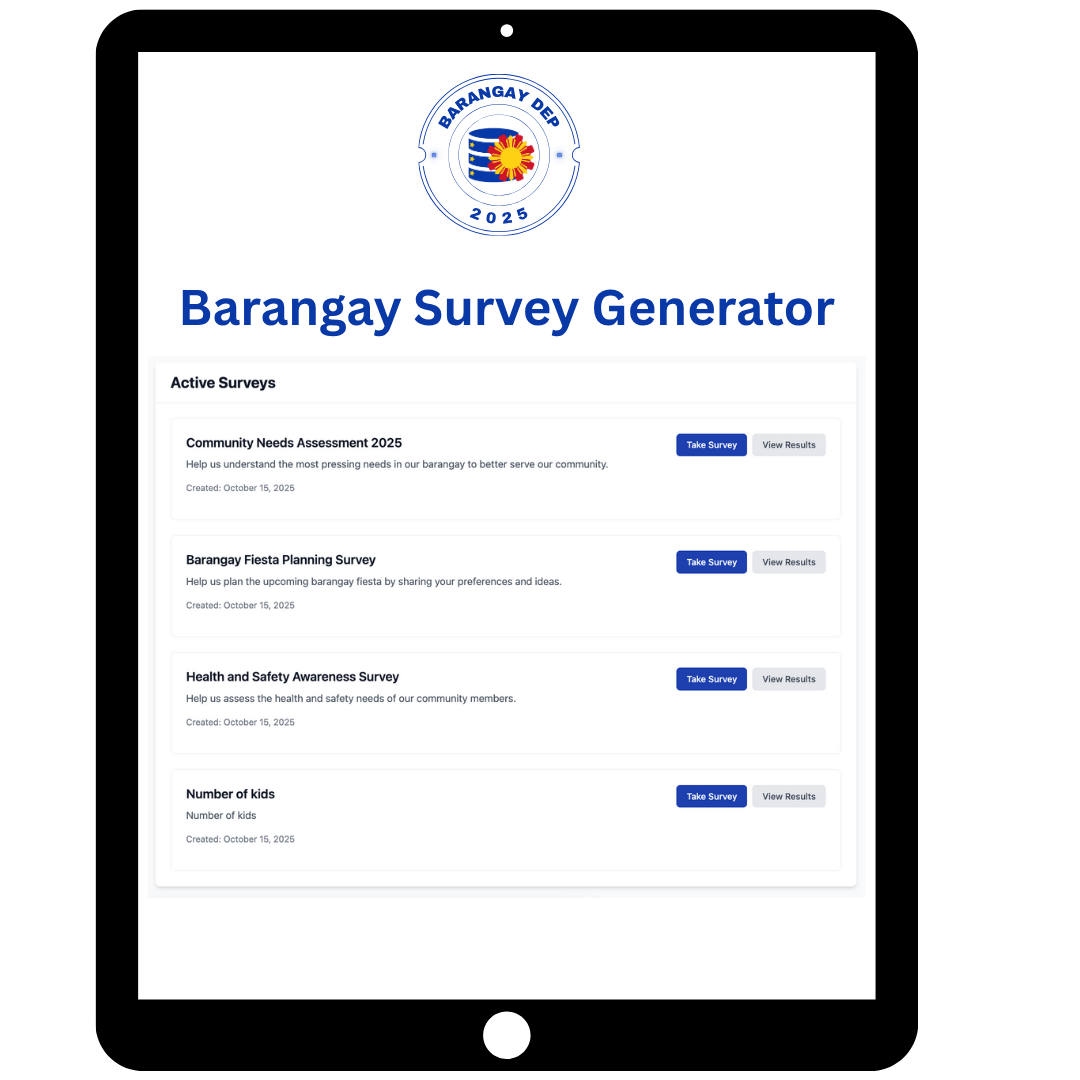 BARANGAY DEP
2025
Barangay Survey Generator
Active Surveys
Community Needs Assessment 2025
Take Survey
View Results
Help us understand the most pressing needs in our barangay to better serve our community.
Created: October 15, 2025
Barangay Fiesta Planning Survey
Take Survey
View Results
Help us plan the upcoming barangay fiesta by sharing your preferences and ideas.
Created: October 15, 2025
Health and Safety Awareness Survey
Take Survey
View Results
Help us assess the health and safety needs of our community members.
Created: October 15, 2025
Number of kids
Take Survey
View Results
Number of kids
Created: October 15, 2025